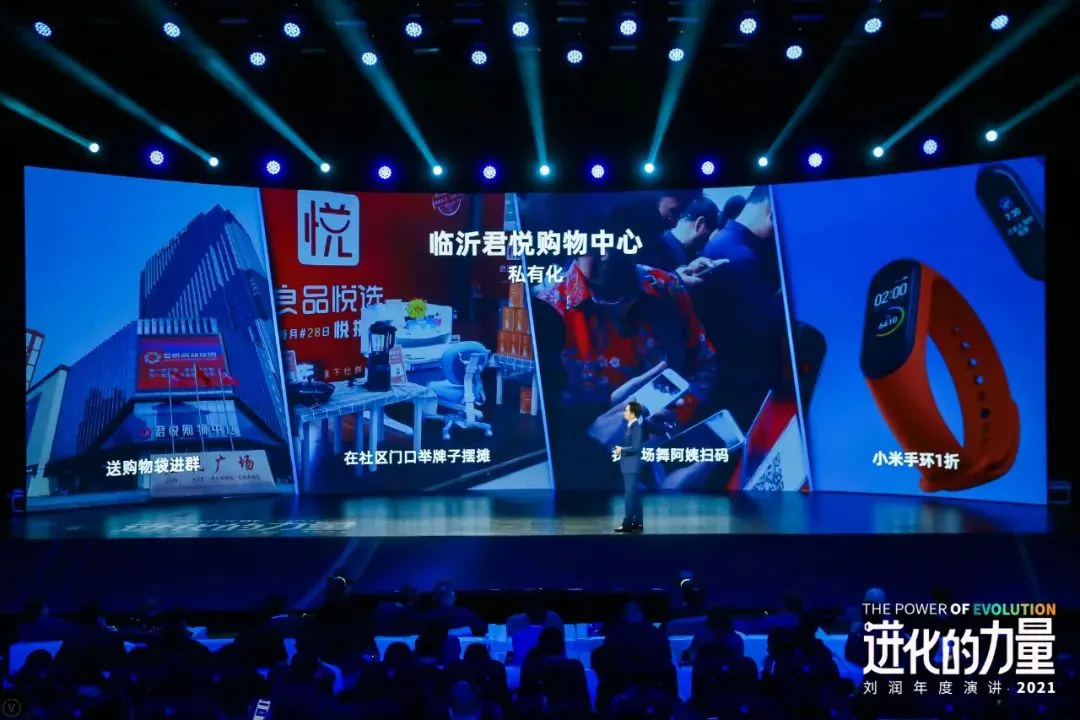 临沂君悦购物中心
私有化
悦
良品悦选
每月#28日 悦
君悦购物中心
广场
JUN YUE GUANG CHANG
送购物袋进群
在社区门口举牌子摆摊
场舞阿姨扫码
小米手环1折
02:00
THE POWER OF EVOLUTION
进化的力量
刘润年度演讲·2021
V